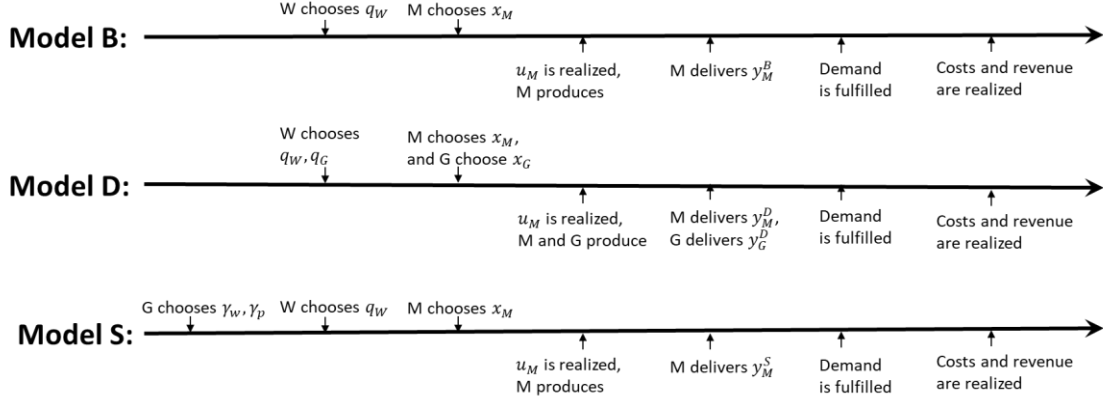 W chooses q_W M chooses x_M
Model B:
u_M is realized, M delivers y_M^B Demand Costs and revenue
M produces is fulfilled are realized
W chooses M chooses x_M,
q_W, q_G and G choose x_G
Model D:
u_M is realized, M delivers y_M^D, Demand Costs and revenue
M and G produce G delivers y_G^D is fulfilled are realized
G chooses γ_w, γ_p W chooses q_W M chooses x_M
Model S:
u_M is realized, M delivers y_M^S Demand Costs and revenue
M produces is fulfilled are realized